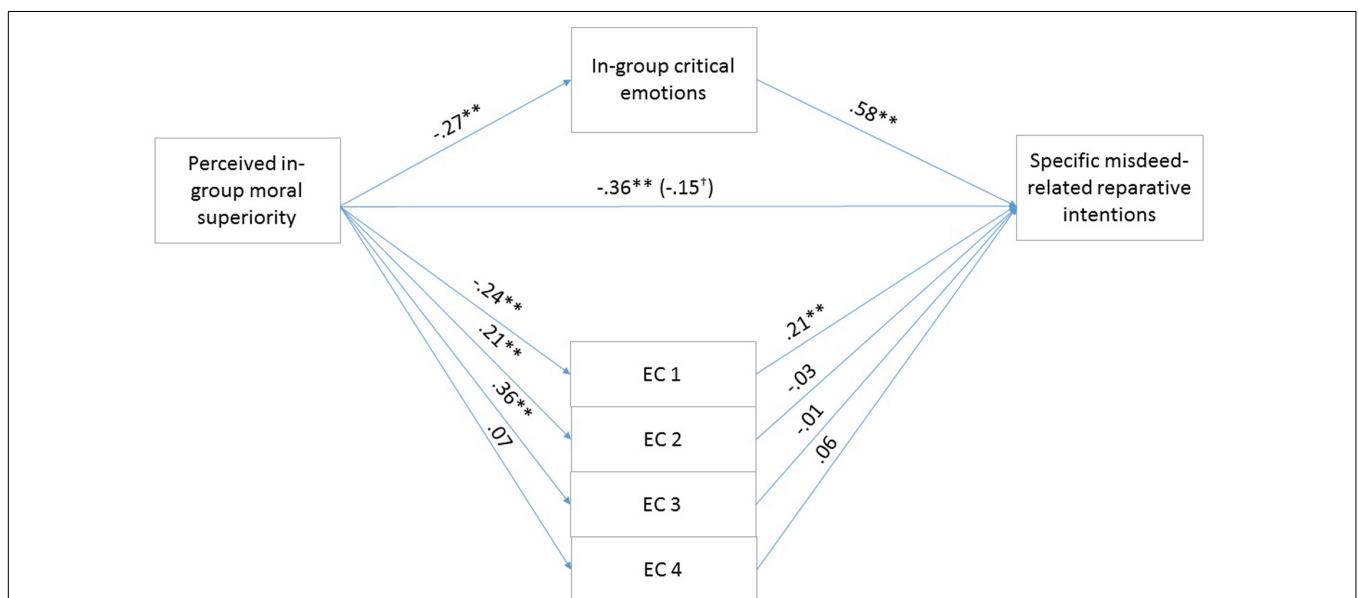 In-group critical
emotions
-.27**
.58**
Perceived in-
group moral
superiority
-.36** (-.15†)
Specific misdeed-
related reparative
intentions
-.24**
.21**
.36**
.07
EC 1
EC 2
EC 3
EC 4
.21**
-.03
-.01
.06